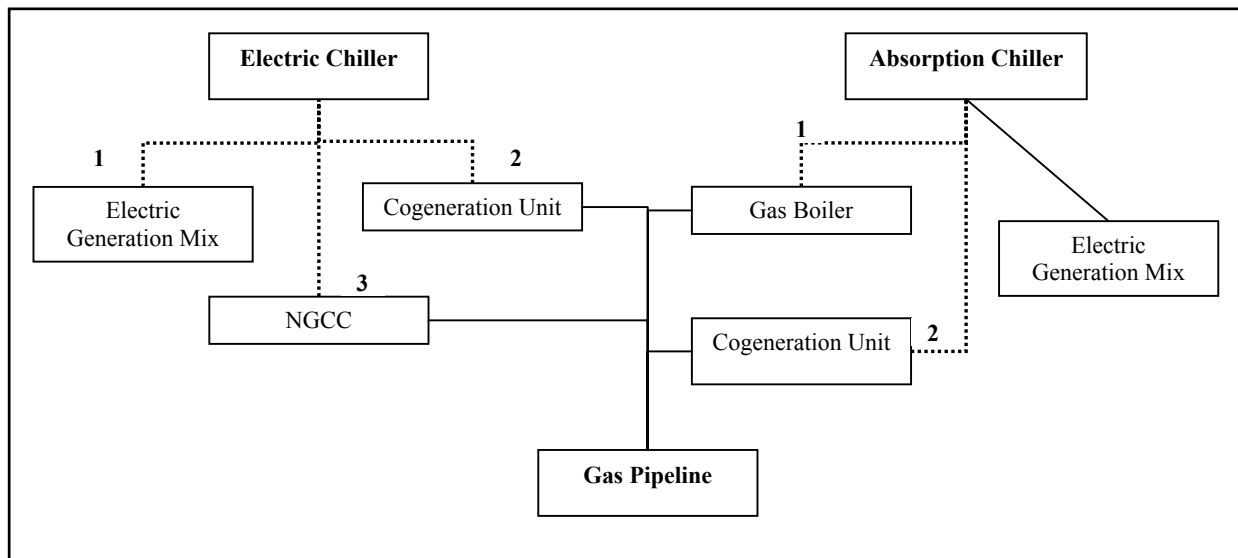 Electric Chiller
Absorption Chiller
1
2
1
Electric
Generation Mix
Cogeneration Unit
Gas Boiler
Electric
Generation Mix
3
NGCC
Cogeneration Unit
2
Gas Pipeline